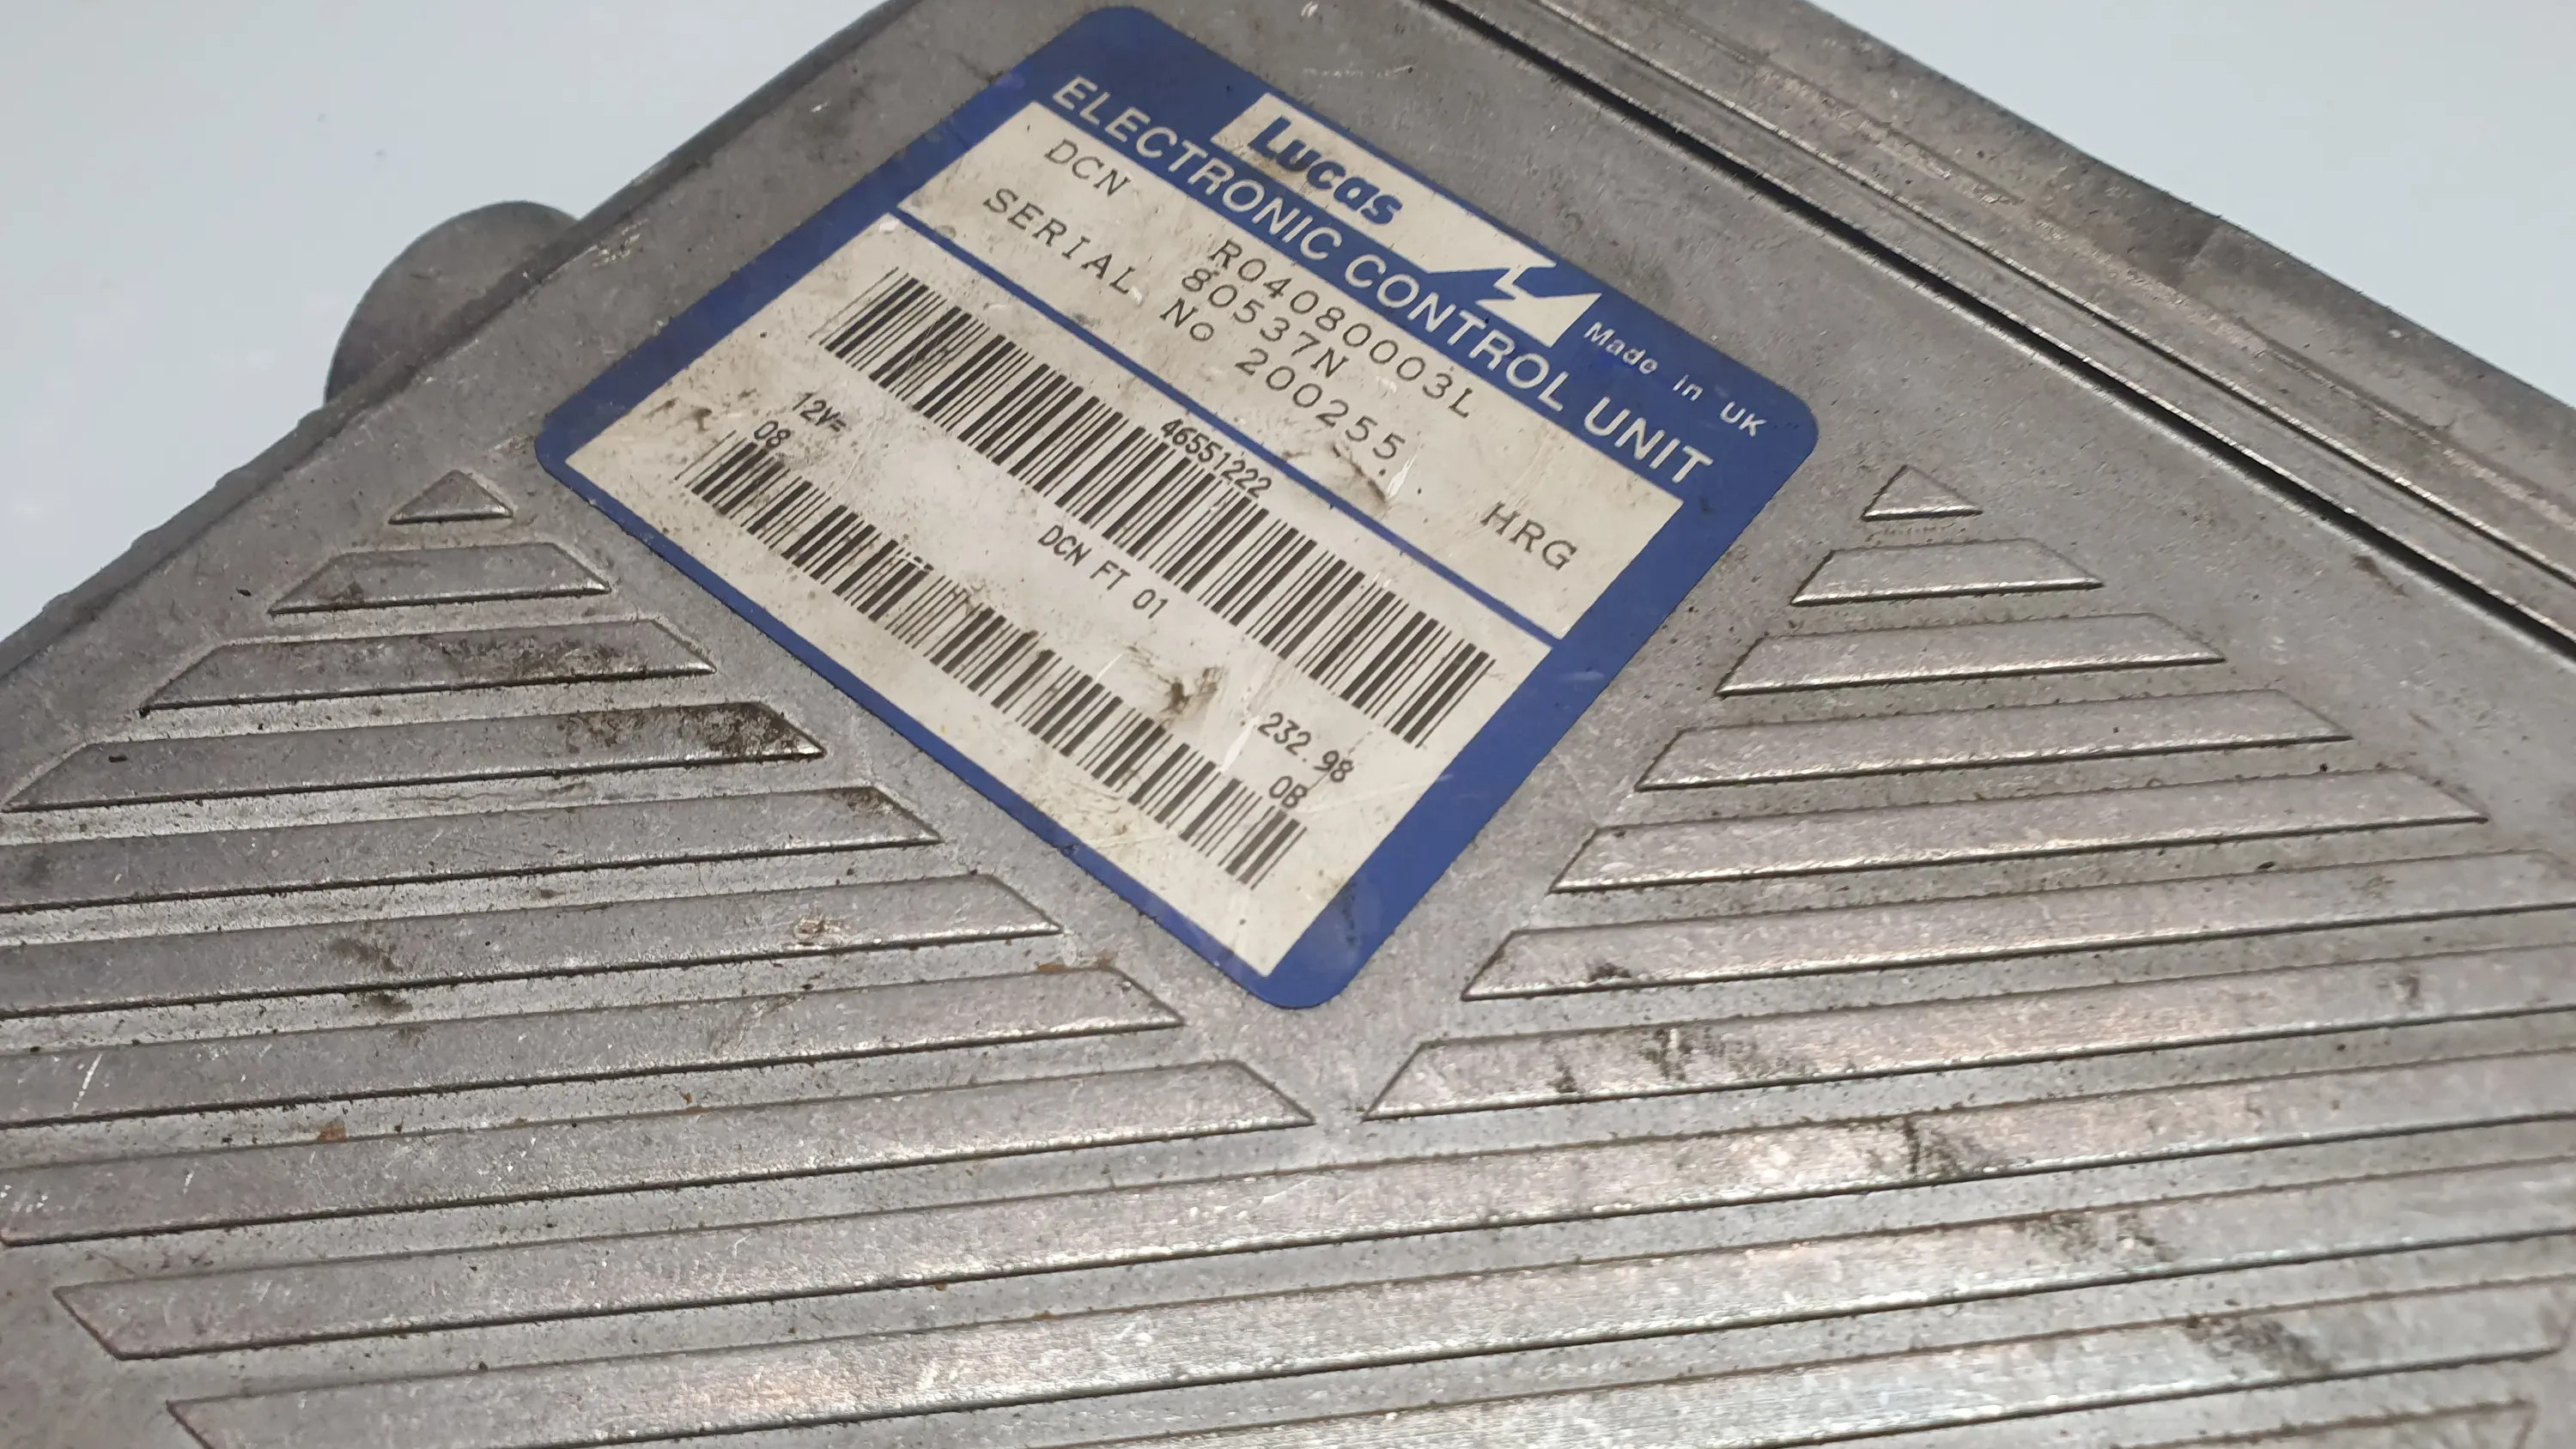 Lucas
Made in UK
ELECTRONIC CONTROL UNIT
R04080003L
DCN 80537N HRG
SERIAL No 200255
46551222
12V= DCN FT 01 232.98
08 0B